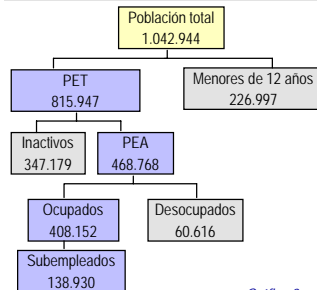 Población total
1.042.944
PET
815.947
Menores de 12 años
226.997
Inactivos
347.179
PEA
468.768
Ocupados
408.152
Desocupados
60.616
Subempleados
138.930